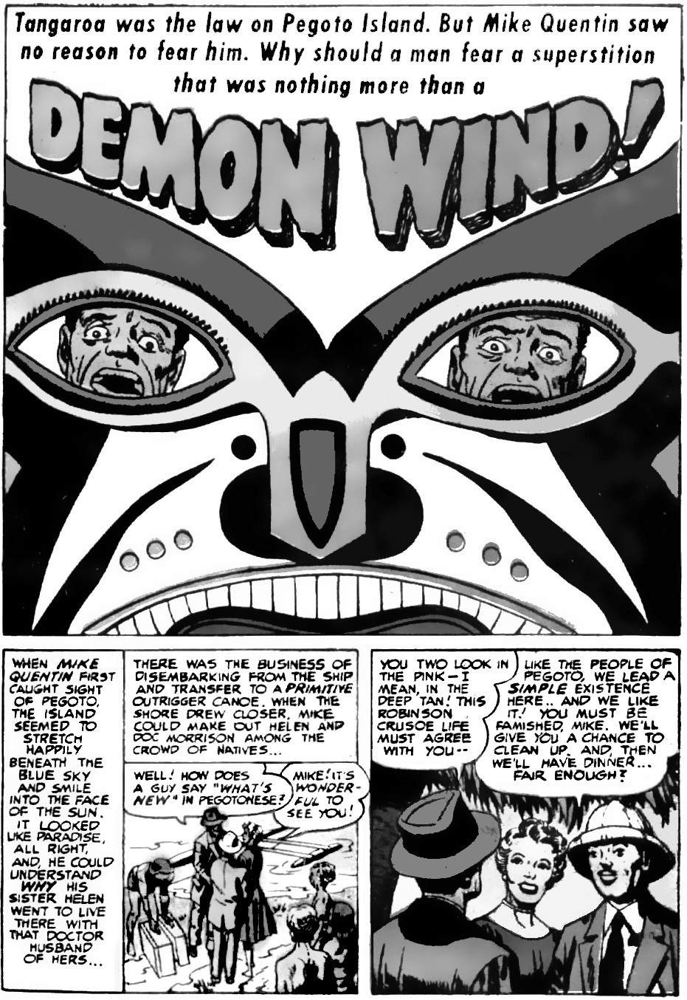 Tangaroa was the law on Pegoto Island. But Mike Quentin saw
no reason to fear him. Why should a man fear a superstition
that was nothing more than a
DEMON WIND!
WHEN MIKE
QUENTIN FIRST
CAUGHT SIGHT
OF PEGOTO,
THE ISLAND
SEEMED TO
STRETCH
HAPPILY
BENEATH THE
BLUE SKY
AND SMILE
INTO THE FACE
OF THE SUN.
IT LOOKED
LIKE PARADISE,
ALL RIGHT,
AND, HE COULD
UNDERSTAND
WHY HIS
SISTER HELEN
WENT TO LIVE
THERE WITH
THAT DOCTOR
HUSBAND
OF HERS...
THERE WAS THE BUSINESS OF
DISEMBARKING FROM THE SHIP
AND TRANSFER TO A PRIMITIVE
OUTRIGGER CANOE. WHEN THE
SHORE DREW CLOSER, MIKE
COULD MAKE OUT HELEN AND
DOC MORRISON AMONG THE
CROWD OF NATIVES...
WELL! HOW DOES
A GUY SAY "WHAT'S
NEW" IN PEGOTONESE?
MIKE! IT'S
WONDER-
FUL TO
SEE YOU!
YOU TWO LOOK IN
THE PINK-- I
MEAN, IN THE
DEEP TAN! THIS
ROBINSON
CRUSOE LIFE
MUST AGREE
WITH YOU--
LIKE THE PEOPLE OF
PEGOTO, WE LEAD A
SIMPLE EXISTENCE
HERE.. AND WE LIKE
IT! YOU MUST BE
FAMISHED, MIKE. WE'LL
GIVE YOU A CHANCE TO
CLEAN UP. AND, THEN
WE'LL HAVE DINNER...
FAIR ENOUGH?